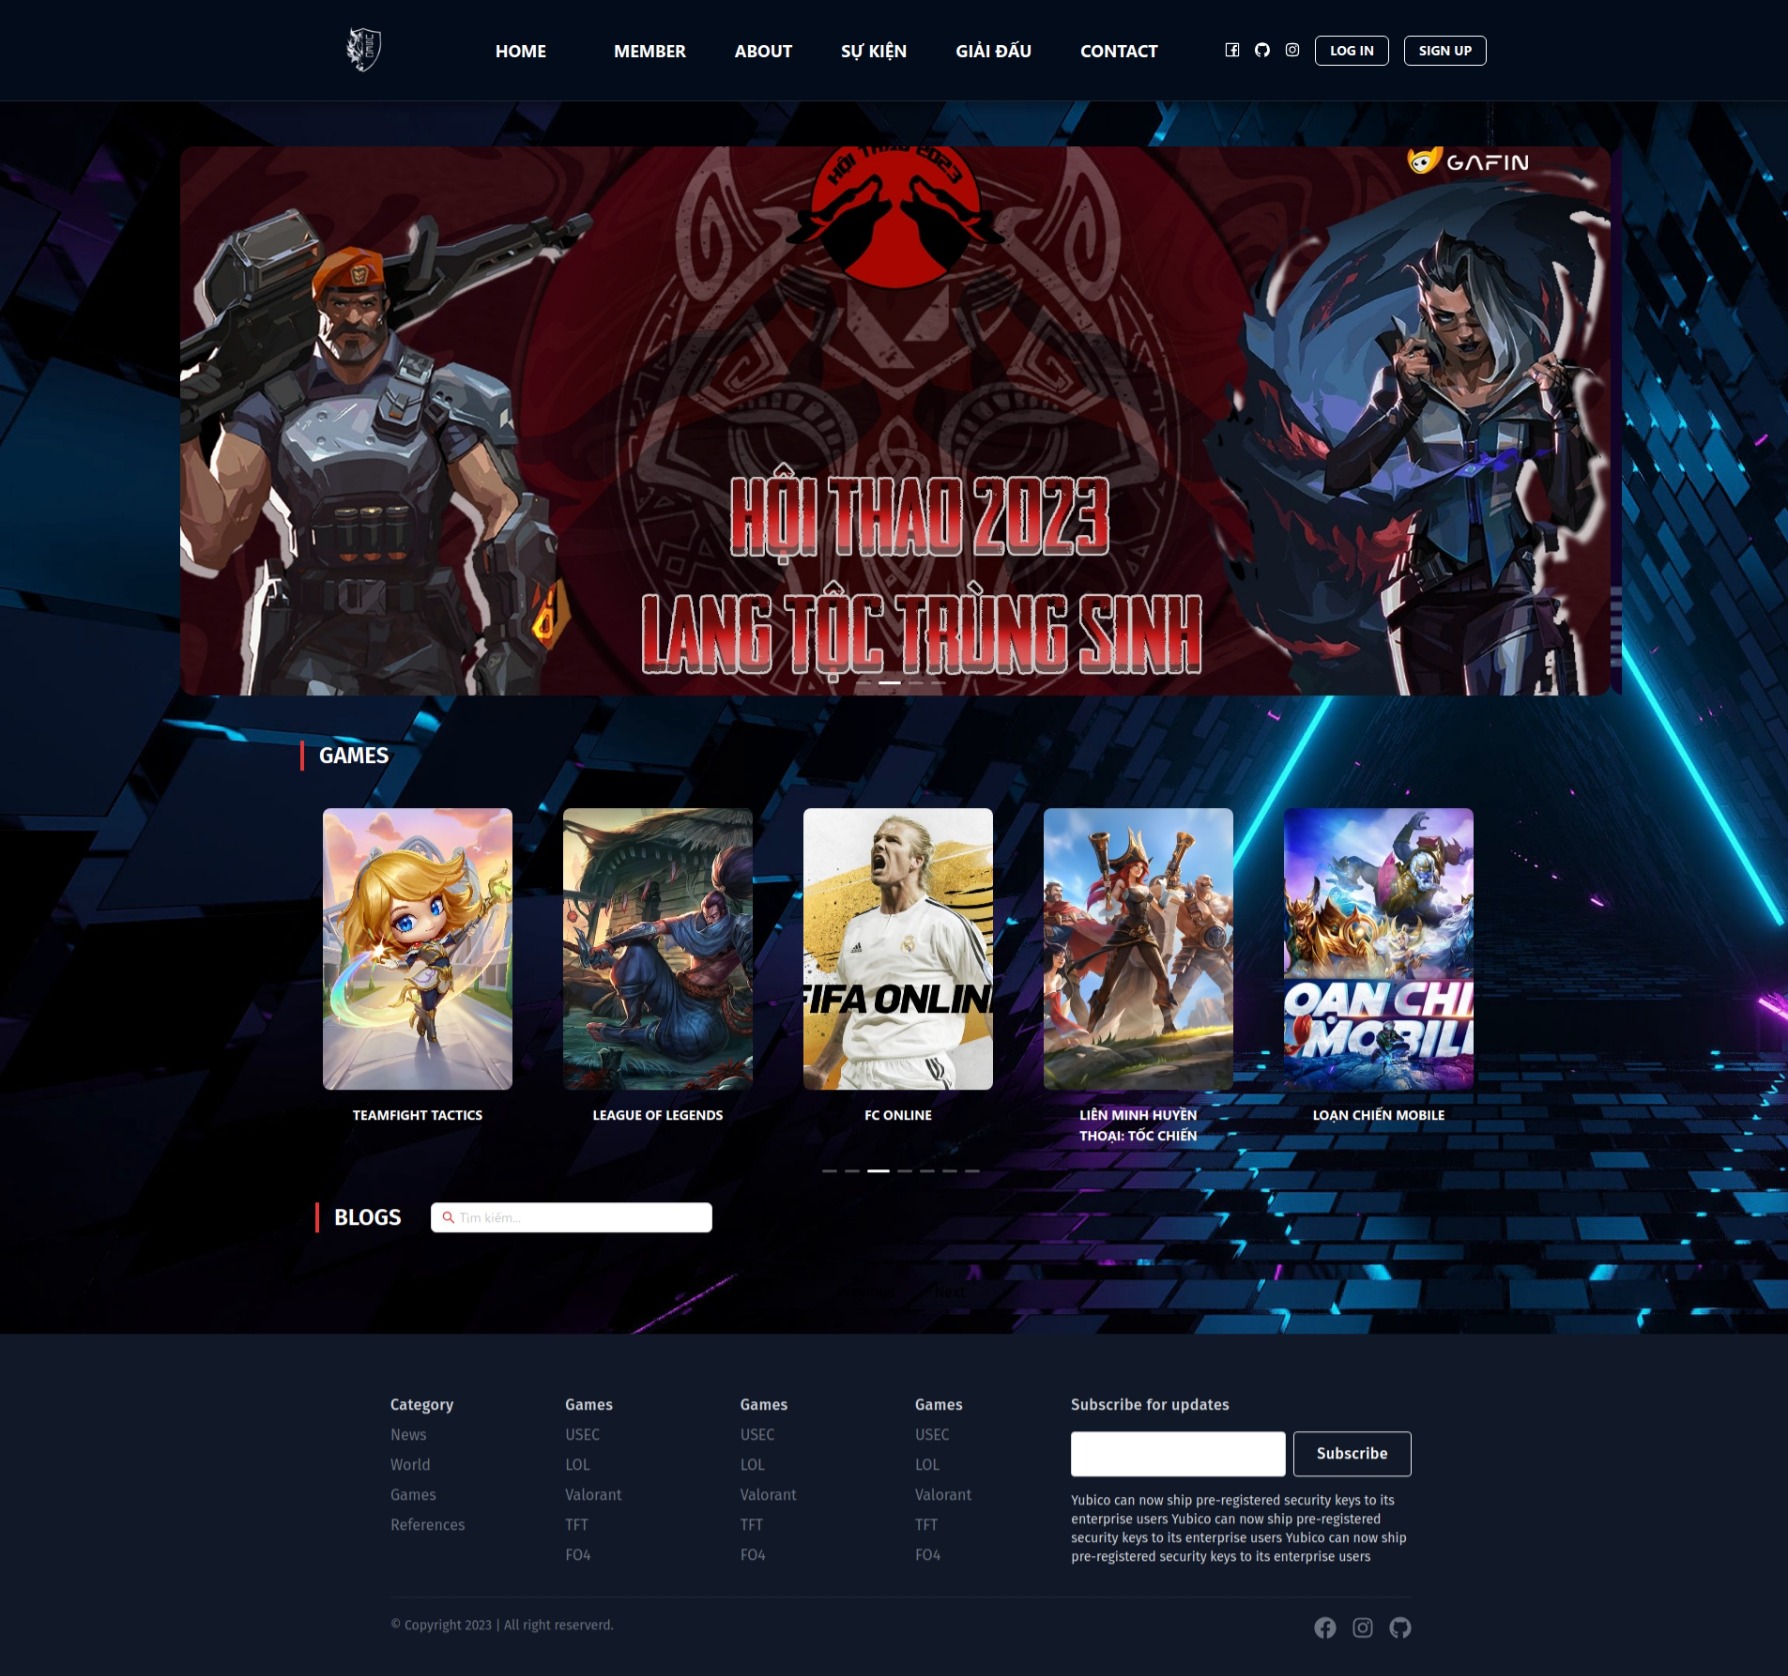 HOME MEMBER ABOUT SỰ KIỆN GIẢI ĐẤU CONTACT LOG IN SIGN UP
HỘI THAO 2023
GAFIN
HỘI THAO 2023
LANG TỘC TRÙNG SINH
GAMES
FIFA ONLIN
OẠN CHI
MOBIL
TEAMFIGHT TACTICS
LEAGUE OF LEGENDS
FC ONLINE
LIÊN MINH HUYỀN
THOẠI: TỐC CHIẾN
LOẠN CHIẾN MOBILE
BLOGS
Tìm kiếm...
Next
Category
News
World
Games
References
Games
USEC
LOL
Valorant
TFT
FO4
Games
USEC
LOL
Valorant
TFT
FO4
Games
USEC
LOL
Valorant
TFT
FO4
Subscribe for updates
Subscribe
Yubico can now ship pre-registered security keys to its
enterprise users Yubico can now ship pre-registered
security keys to its enterprise users Yubico can now ship
pre-registered security keys to its enterprise users
© Copyright 2023 | All right reserverd.